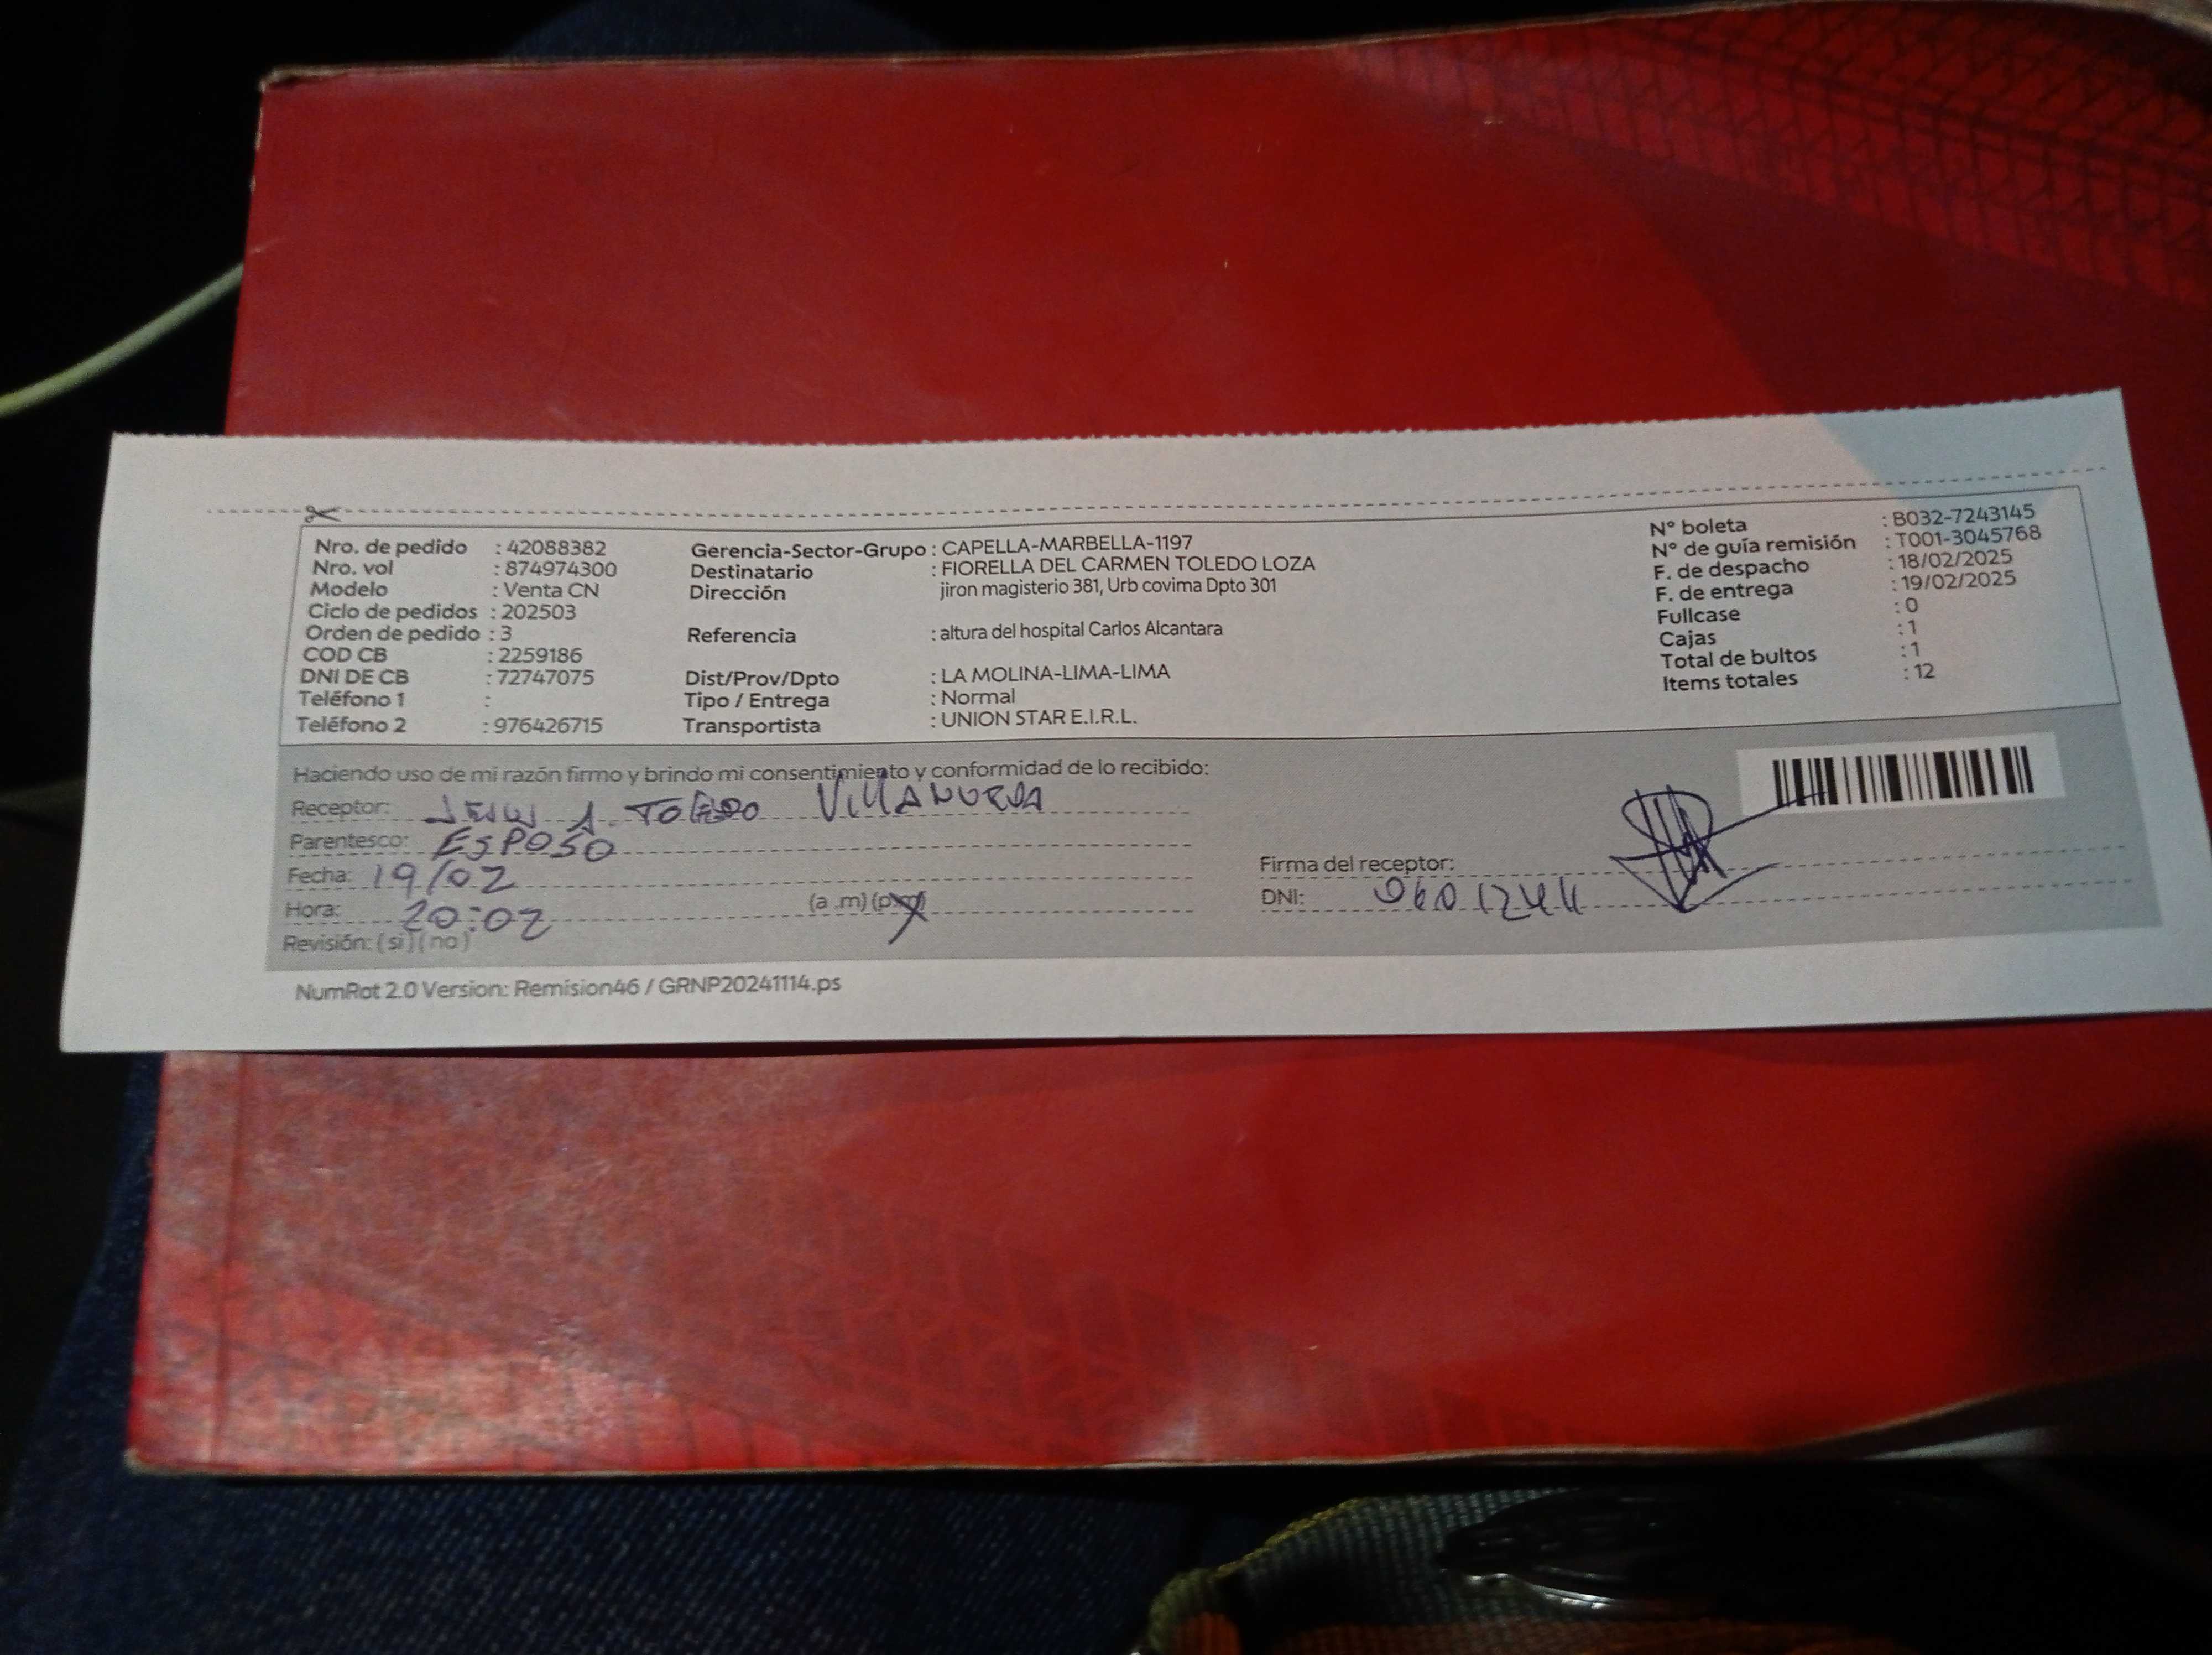 Nro. de pedido : 42088382
Nro. vol : 874974300
Modelo : Venta CN
Ciclo de pedidos : 202503
Orden de pedido : 3
COD CB : 2259186
DNI DE CB : 72747075
Teléfono 1 :
Teléfono 2 : 976426715
Gerencia-Sector-Grupo : CAPELLA-MARBELLA-1197
Destinatario : FIORELLA DEL CARMEN TOLEDO LOZA
Dirección jiron magisterio 381, Urb covima Dpto 301
Referencia : altura del hospital Carlos Alcantara
Dist/Prov/Dpto : LA MOLINA-LIMA-LIMA
Tipo / Entrega : Normal
Transportista : UNION STAR E.I.R.L.
N° boleta : B032-7243145
N° de guía remisión : T001-3045768
F. de despacho : 18/02/2025
F. de entrega : 19/02/2025
Fullcase : 0
Cajas : 1
Total de bultos : 1
Items totales : 12
Haciendo uso de mi razón firmo y brindo mi consentimiento y conformidad de lo recibido:
Receptor: A. TOLEDO VILLANUEVA
Parentesco: ESPOSO
Fecha: 19/02
Hora: 20:02 (a .m) (p.m)
Revisión: (si) (no)
Firma del receptor:
DNI:
NumRot 2.0 Version: Remision46 / GRNP20241114.ps